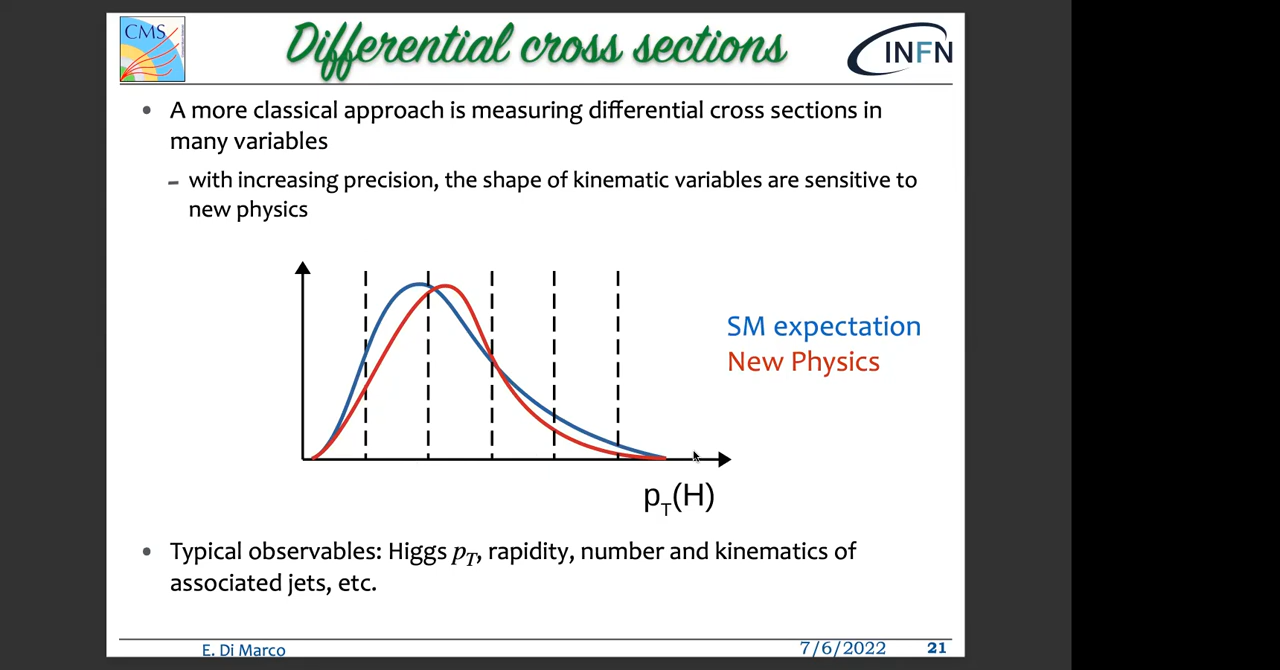 CMS
Differential cross sections
INFN
• A more classical approach is measuring differential cross sections in
many variables
– with increasing precision, the shape of kinematic variables are sensitive to
new physics
SM expectation
New Physics
pT(H)
• Typical observables: Higgs pT, rapidity, number and kinematics of
associated jets, etc.
E. Di Marco
7/6/2022
21